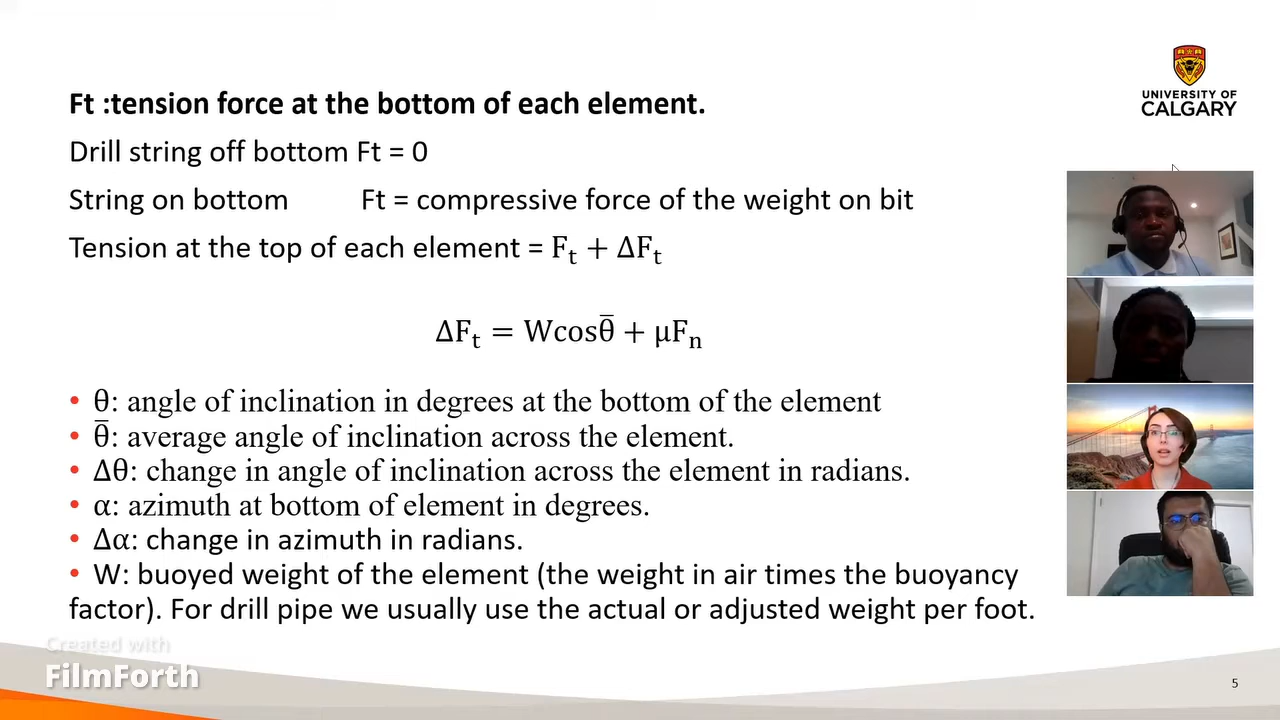 Ft :tension force at the bottom of each element.
UNIVERSITY OF
CALGARY
Drill string off bottom Ft = 0
String on bottom Ft = compressive force of the weight on bit
Tension at the top of each element = Fₜ + ΔFₜ
ΔFₜ = Wcosθ̅ + μFₙ
• θ: angle of inclination in degrees at the bottom of the element
• θ̅: average angle of inclination across the element.
• Δθ: change in angle of inclination across the element in radians.
• α: azimuth at bottom of element in degrees.
• Δα: change in azimuth in radians.
• W: buoyed weight of the element (the weight in air times the buoyancy
factor). For drill pipe we usually use the actual or adjusted weight per foot.
Created with
FilmForth
5